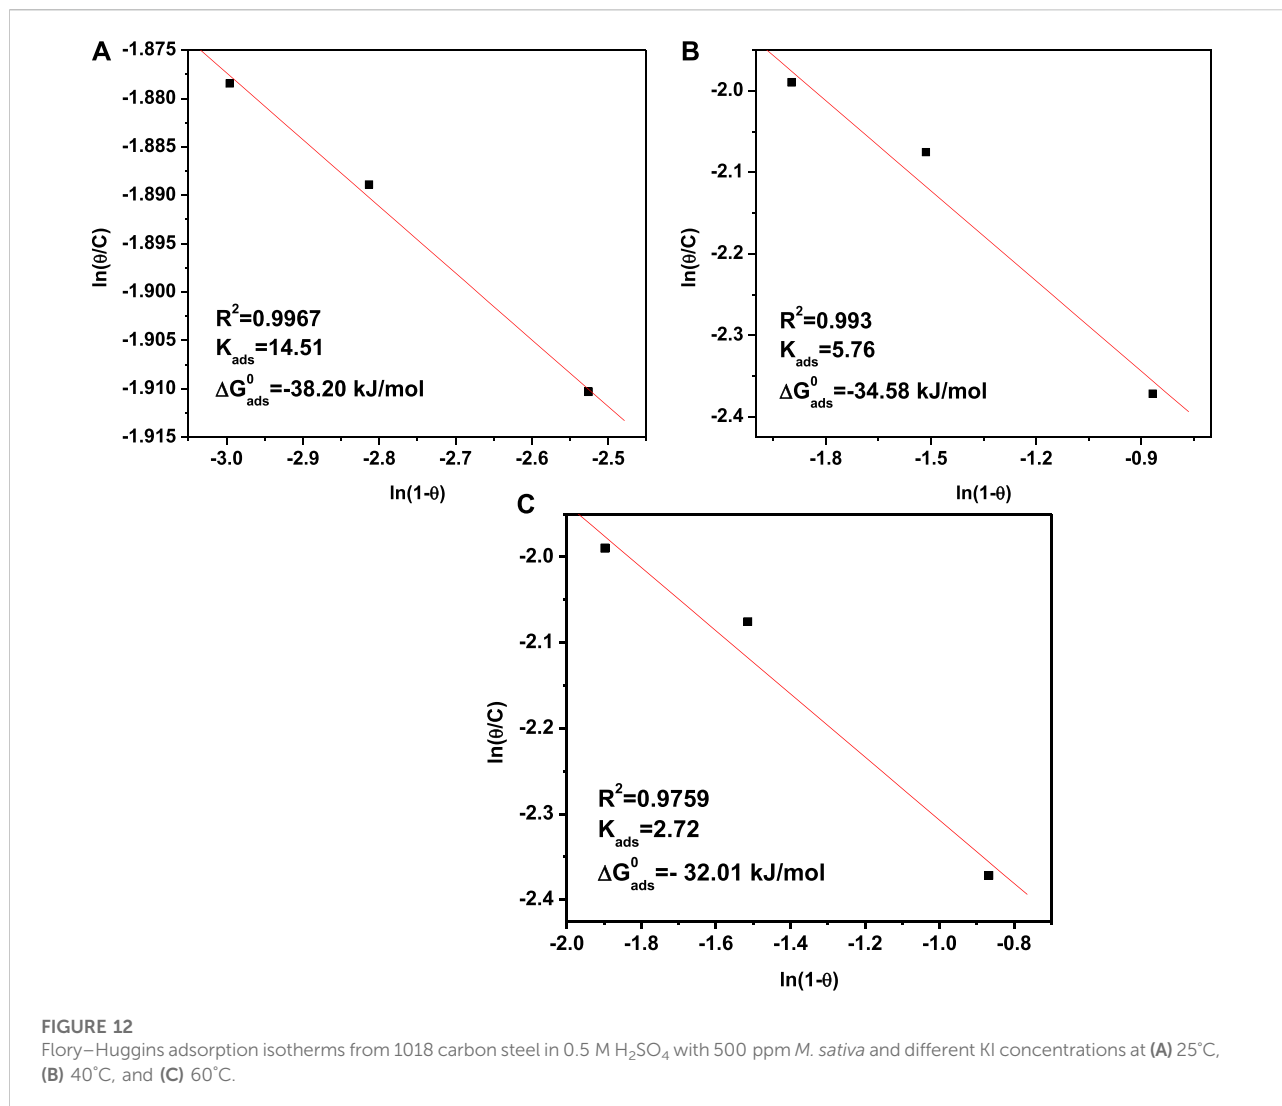 A
-1.875
-1.880
-1.885
-1.890
-1.895
-1.900
-1.905
-1.910
-1.915
ln(θ/C)
R²=0.9967
K_ads=14.51
ΔG⁰_ads=-38.20 kJ/mol
-3.0 -2.9 -2.8 -2.7 -2.6 -2.5
ln(1-θ)
B
-2.0
-2.1
-2.2
-2.3
-2.4
ln(θ/C)
R²=0.993
K_ads=5.76
ΔG⁰_ads=-34.58 kJ/mol
-1.8 -1.5 -1.2 -0.9
ln(1-θ)
C
-2.0
-2.1
-2.2
-2.3
-2.4
ln(θ/C)
R²=0.9759
K_ads=2.72
ΔG⁰_ads=- 32.01 kJ/mol
-2.0 -1.8 -1.6 -1.4 -1.2 -1.0 -0.8
ln(1-θ)
FIGURE 12
Flory–Huggins adsorption isotherms from 1018 carbon steel in 0.5 M H₂SO₄ with 500 ppm M. sativa and different KI concentrations at (A) 25°C,
(B) 40°C, and (C) 60°C.